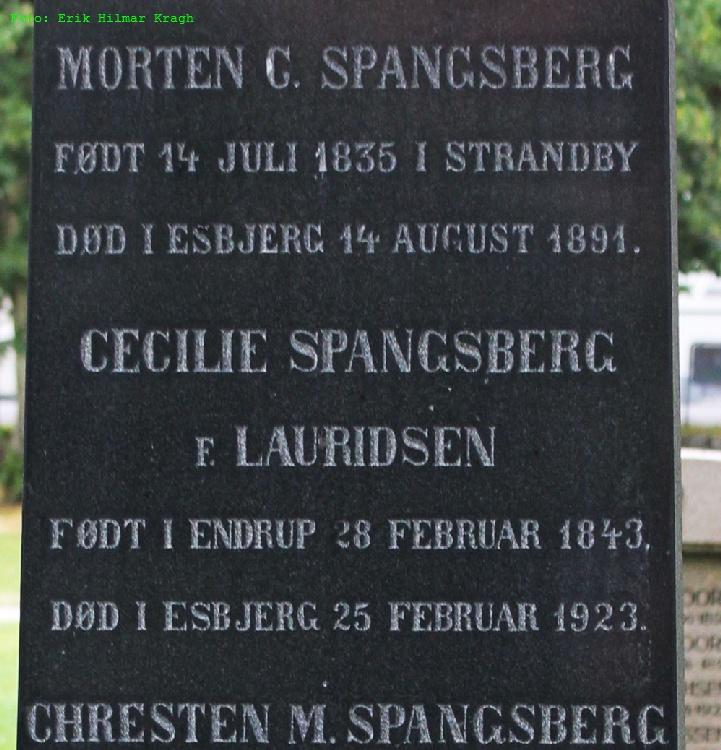 Foto: Erik Hilmar Kragh
MORTEN C. SPANGSBERG
FØDT 14 JULI 1835 I STRANDBY
DØD I ESBJERG 14 AUGUST 1891.
CECILIE SPANGSBERG
F. LAURIDSEN
FØDT I ENDRUP 28 FEBRUAR 1843.
DØD I ESBJERG 25 FEBRUAR 1923.
CHRESTEN M. SPANGSBERG